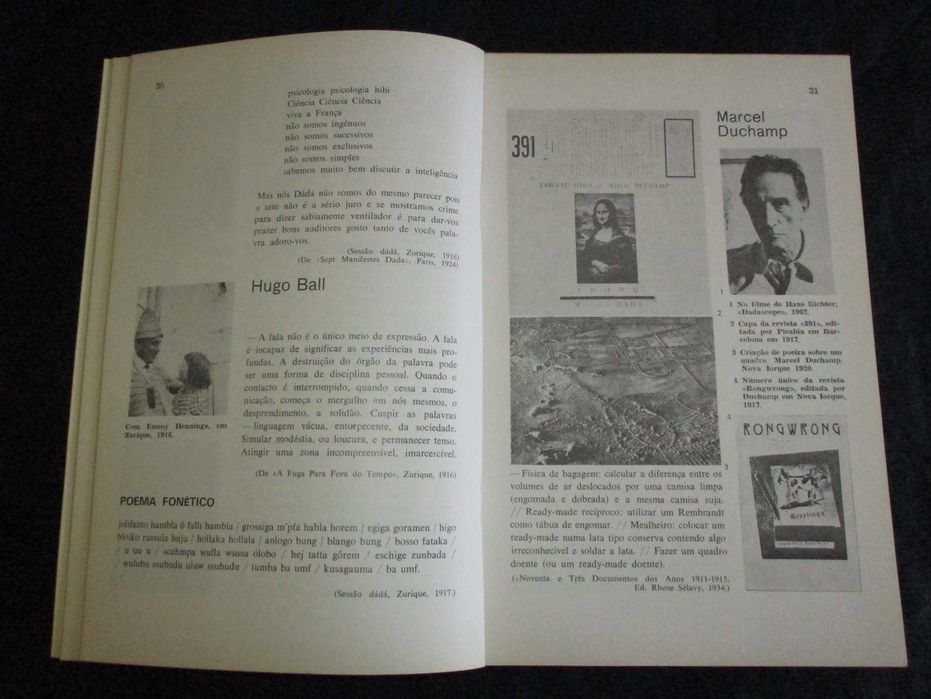 30
psicologia psicologia hihi
Ciência Ciência Ciência
viva a França
não somos ingénuos
não somos sucessivos
não somos exclusivos
não somos simples
sabemos muito bem discutir a inteligência
Mas nós Dádá não somos do mesmo parecer pois
a arte não é a sério juro e se mostramos crime
para dizer sabiamente ventilador é para dar-vos
prazer bons auditores gosto tanto de vocês pala-
vra adoro-vos.
(Sessão dádá, Zurique, 1916)
(De «Sept Manifestes Dada», Paris, 1924)
Hugo Ball
— A fala não é o único meio de expressão. A fala
é incapaz de significar as experiências mais pro-
fundas. A destruição do órgão da palavra pode
ser uma forma de disciplina pessoal. Quando o
contacto é interrompido, quando cessa a comu-
nicação, começa o mergulho em nós mesmos, o
desprendimento, a solidão. Cuspir as palavras
—linguagem vácua, entorpecente, da sociedade.
Simular modéstia, ou loucura, e permanecer tenso.
Atingir uma zona incompreensível, imarcescível.
(De «A Fuga Para Fora do Tempo», Zurique, 1916)
Com Emmy Hennings, em
Zurique, 1916.
POEMA FONÉTICO
jolifanto bambla ô falli bambla / grossiga m'pfa habla horem / egiga goramen / higo
bloiko russula huju / hollaka hollala / anlogo bung / blango bung / bosso fataka /
/ u uu u / schampa wulla wussa ólobo / hej tatta gôrem / eschige zunbada /
/ wulubu ssubudu uluw ssubudu / tumba ba umf / kusagauma / ba umf.
(Sessão dádá, Zurique, 1917.)
31
Marcel
Duchamp
391
TABLEAU DADA par Marcel DUCHAMP
L H O O Q
DADA
1
1 No filme de Hans Richter,
«Dadascope», 1962.
2
2 Capa da revista «391», edi-
tada por Picabia em Bar-
celona em 1917.
3 Criação de poeira sobre um
quadro. Marcel Duchamp.
Nova Iorque 1920.
4 Número único da revista
«Rongwrong», editada por
Duchamp em Nova Iorque,
1917.
4
RONGWRONG
Greetings
3
— Física de bagagem: calcular a diferença entre os
volumes de ar deslocados por uma camisa limpa
(engomada e dobrada) e a mesma camisa suja.
// Ready-made recíproco: utilizar um Rembrandt
como tábua de engomar. // Mealheiro: colocar um
ready-made numa lata tipo conserva contendo algo
irreconhecível e soldar a lata. // Fazer um quadro
doente (ou um ready-made doente).
(«Noventa e Três Documentos dos Anos 1911-1915,
Ed. Rhose Sélavy, 1934.)